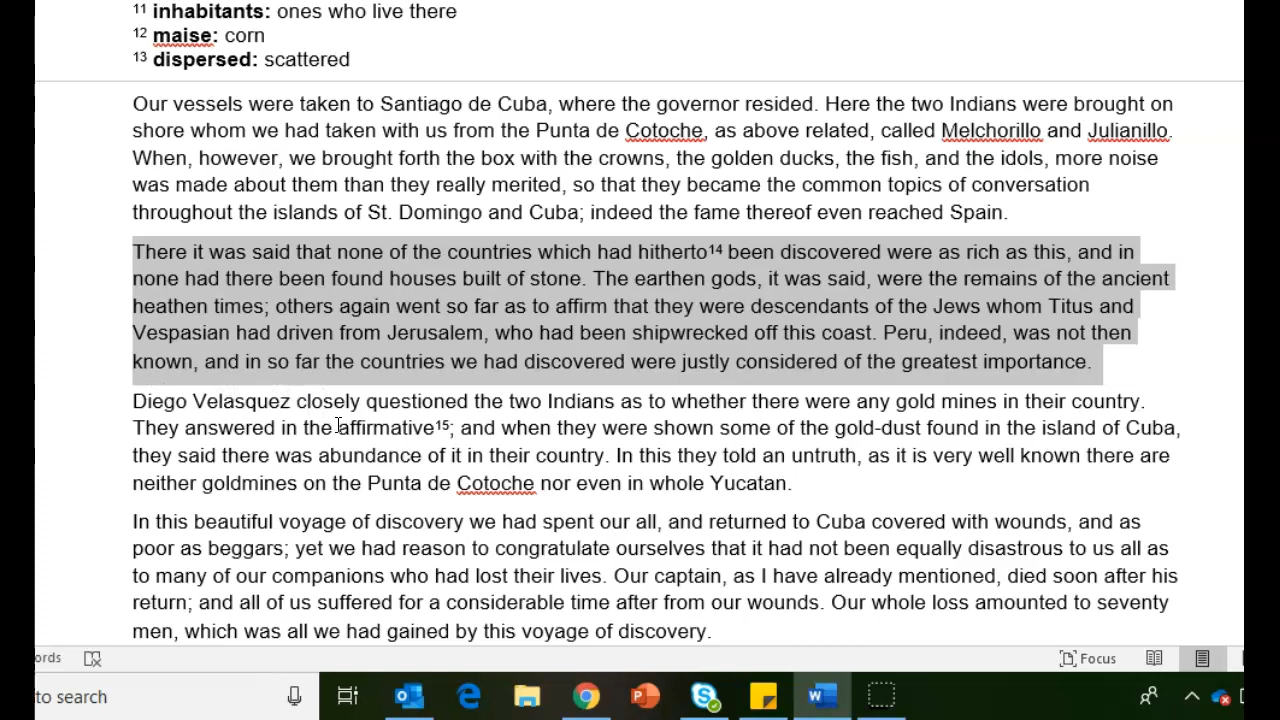 11 inhabitants: ones who live there
12 maise: corn
13 dispersed: scattered
Our vessels were taken to Santiago de Cuba, where the governor resided. Here the two Indians were brought on
shore whom we had taken with us from the Punta de Cotoche, as above related, called Melchorillo and Julianillo.
When, however, we brought forth the box with the crowns, the golden ducks, the fish, and the idols, more noise
was made about them than they really merited, so that they became the common topics of conversation
throughout the islands of St. Domingo and Cuba; indeed the fame thereof even reached Spain.
There it was said that none of the countries which had hitherto14 been discovered were as rich as this, and in
none had there been found houses built of stone. The earthen gods, it was said, were the remains of the ancient
heathen times; others again went so far as to affirm that they were descendants of the Jews whom Titus and
Vespasian had driven from Jerusalem, who had been shipwrecked off this coast. Peru, indeed, was not then
known, and in so far the countries we had discovered were justly considered of the greatest importance.
Diego Velasquez closely questioned the two Indians as to whether there were any gold mines in their country.
They answered in the affirmative15; and when they were shown some of the gold-dust found in the island of Cuba,
they said there was abundance of it in their country. In this they told an untruth, as it is very well known there are
neither goldmines on the Punta de Cotoche nor even in whole Yucatan.
In this beautiful voyage of discovery we had spent our all, and returned to Cuba covered with wounds, and as
poor as beggars; yet we had reason to congratulate ourselves that it had not been equally disastrous to us all as
to many of our companions who had lost their lives. Our captain, as I have already mentioned, died soon after his
return; and all of us suffered for a considerable time after from our wounds. Our whole loss amounted to seventy
men, which was all we had gained by this voyage of discovery.
ords Focus
to search